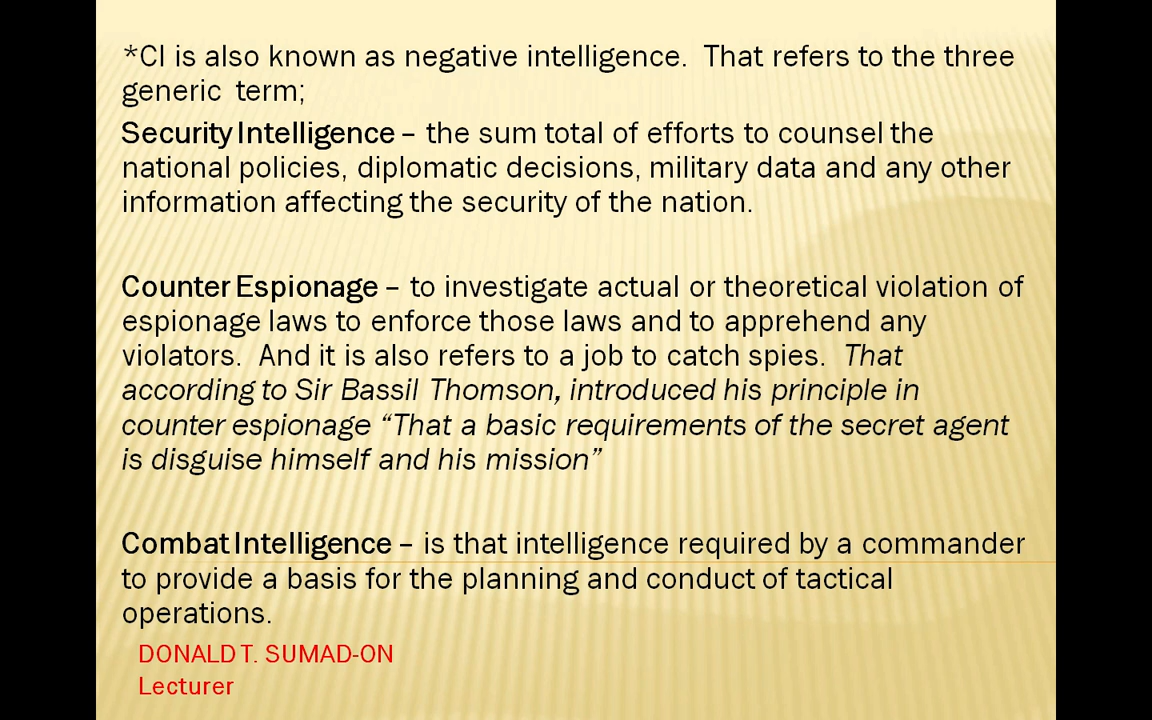 *CI is also known as negative intelligence. That refers to the three
generic term;
Security Intelligence – the sum total of efforts to counsel the
national policies, diplomatic decisions, military data and any other
information affecting the security of the nation.
Counter Espionage – to investigate actual or theoretical violation of
espionage laws to enforce those laws and to apprehend any
violators. And it is also refers to a job to catch spies. That
according to Sir Bassil Thomson, introduced his principle in
counter espionage “That a basic requirements of the secret agent
is disguise himself and his mission”
Combat Intelligence – is that intelligence required by a commander
to provide a basis for the planning and conduct of tactical
operations.
DONALD T. SUMAD-ON
Lecturer